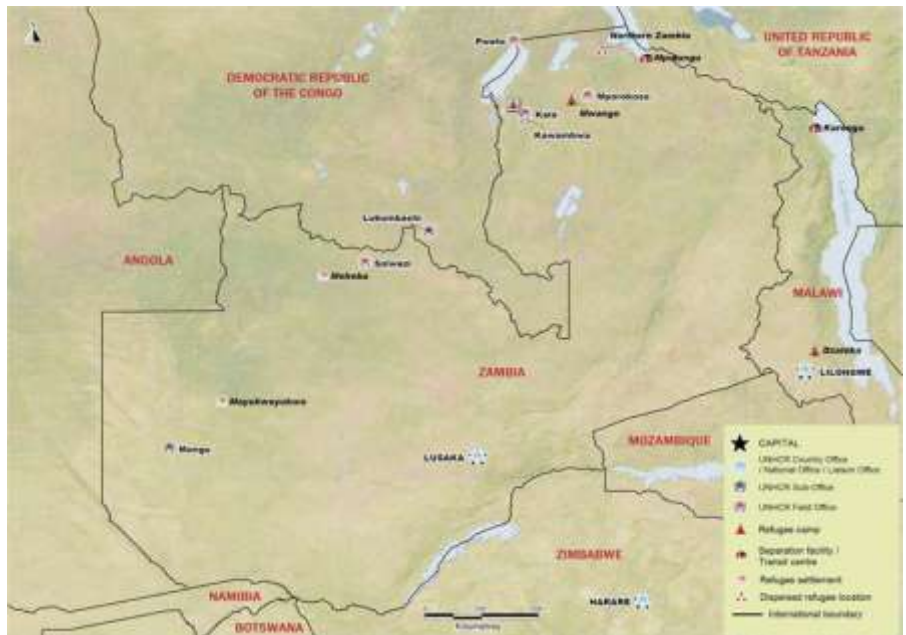 Northern Zambia
UNITED REPUBLIC
OF TANZANIA
Pweto
Mpulungu
DEMOCRATIC REPUBLIC
OF THE CONGO
Mporokoso
Mwange
Kala
Kawambwa
Karonga
Lubumbashi
ANGOLA
Solwezi
Meheba
MALAWI
Dzaleka
LILONGWE
ZAMBIA
Mayukwayukwa
Mongu
LUSAKA
MOZAMBIQUE
ZIMBABWE
HARARE
NAMIBIA
BOTSWANA
Kilometres
CAPITAL
UNHCR Country Office
/ National Office / Liaison Office
UNHCR Sub-Office
UNHCR Field Office
Refugee camp
Separation facility /
Transit centre
Refugee settlement
Dispersed refugee location
International boundary